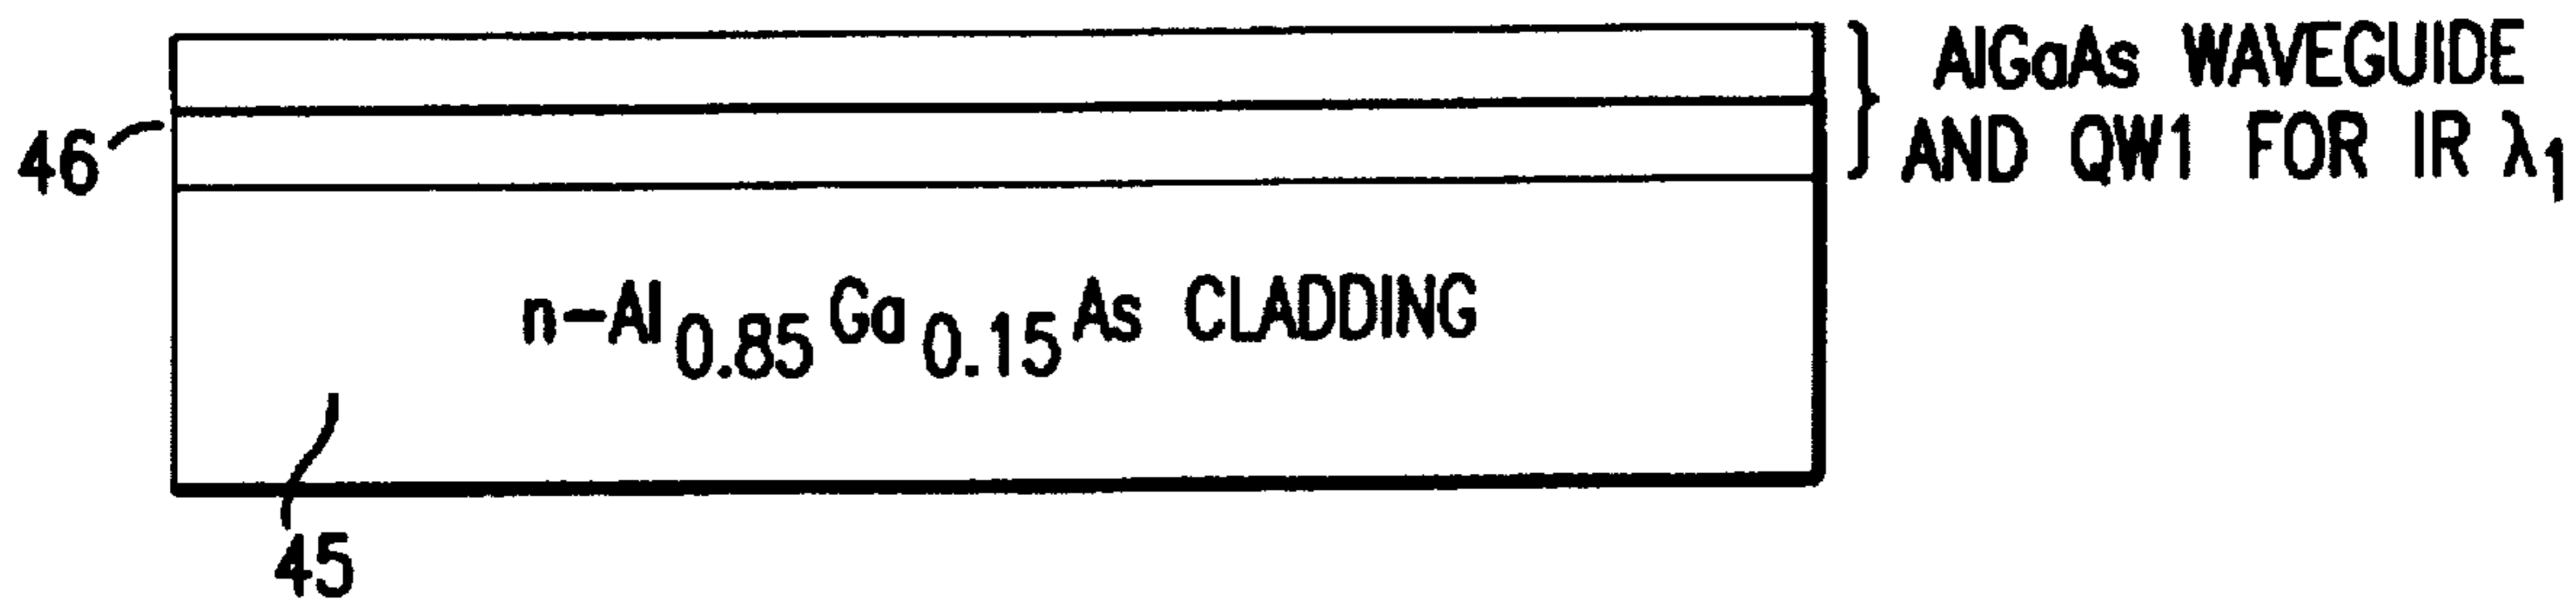 AlGaAs WAVEGUIDE
AND QW1 FOR IR λ1
46
n-Al0.85Ga0.15As CLADDING
45